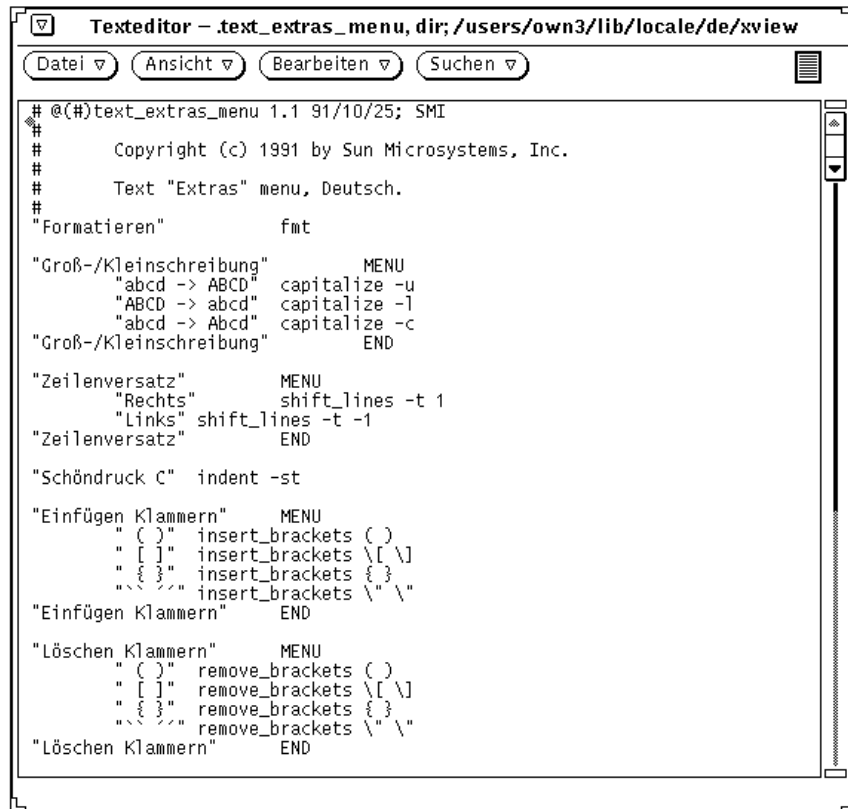 Texteditor – .text_extras_menu, dir; /users/own3/lib/locale/de/xview
Datei Ansicht Bearbeiten Suchen
# @(#)text_extras_menu 1.1 91/10/25; SMI
#
# Copyright (c) 1991 by Sun Microsystems, Inc.
#
# Text "Extras" menu, Deutsch.
#
"Formatieren" fmt
"Groß-/Kleinschreibung" MENU
"abcd -> ABCD" capitalize -u
"ABCD -> abcd" capitalize -l
"abcd -> Abcd" capitalize -c
"Groß-/Kleinschreibung" END
"Zeilenversatz" MENU
"Rechts" shift_lines -t 1
"Links" shift_lines -t -1
"Zeilenversatz" END
"Schöndruck C" indent -st
"Einfügen Klammern" MENU
" ( )" insert_brackets ( )
" [ ]" insert_brackets \[ \]
" { }" insert_brackets { }
"`` ´´" insert_brackets \" \"
"Einfügen Klammern" END
"Löschen Klammern" MENU
" ( )" remove_brackets ( )
" [ ]" remove_brackets \[ \]
" { }" remove_brackets { }
"`` ´´" remove_brackets \" \"
"Löschen Klammern" END